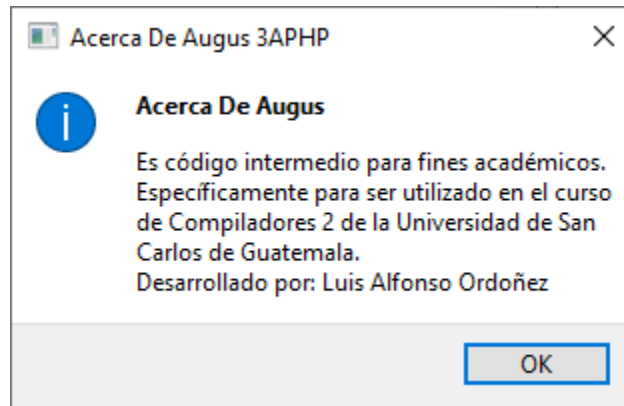 Acerca De Augus 3APHP
Acerca De Augus
Es código intermedio para fines académicos.
Específicamente para ser utilizado en el curso
de Compiladores 2 de la Universidad de San
Carlos de Guatemala.
Desarrollado por: Luis Alfonso Ordoñez
OK